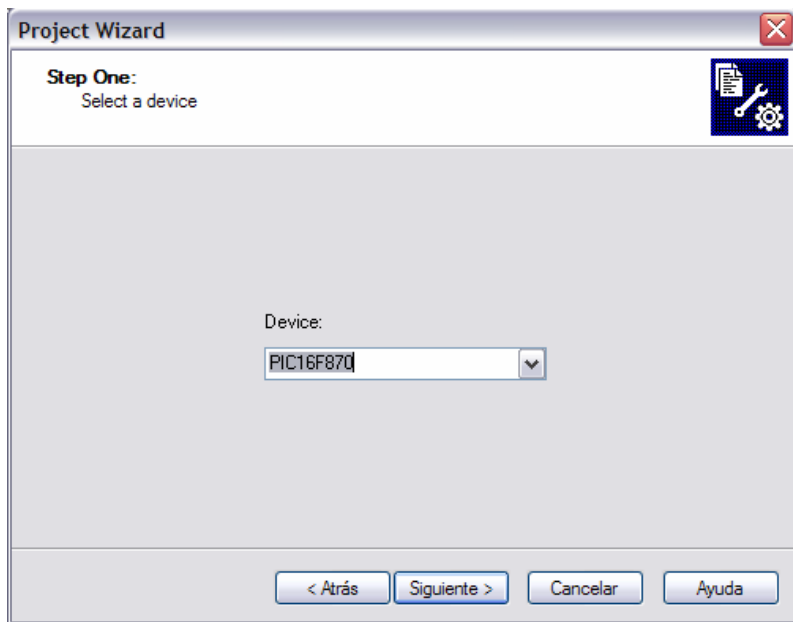 Project Wizard
Step One:
Select a device
Device:
PIC16F870
< Atrás Siguiente > Cancelar Ayuda